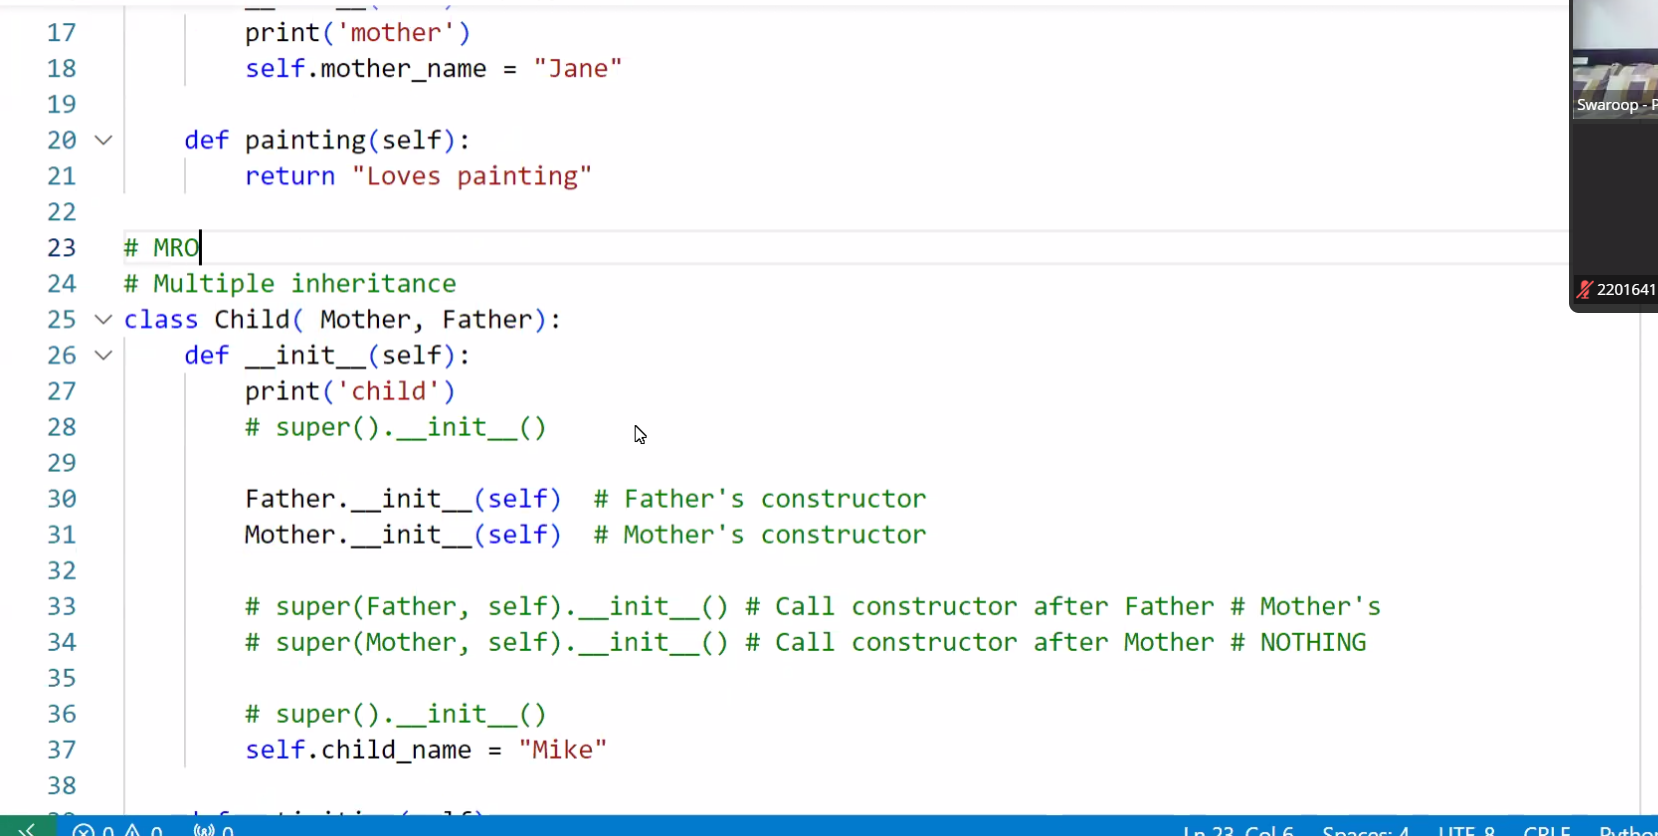 17 print('mother')
18 self.mother_name = "Jane"
19
20 def painting(self):
21 return "Loves painting"
22
23 # MRO
24 # Multiple inheritance
25 class Child( Mother, Father):
26 def __init__(self):
27 print('child')
28 # super().__init__()
29
30 Father.__init__(self)  # Father's constructor
31 Mother.__init__(self)  # Mother's constructor
32
33 # super(Father, self).__init__() # Call constructor after Father # Mother's
34 # super(Mother, self).__init__() # Call constructor after Mother # NOTHING
35
36 # super().__init__()
37 self.child_name = "Mike"
38
Swaroop -
2201641
0 0 0 Ln 23, Col 6 Spaces: 4 UTF-8 CRLF Pytho